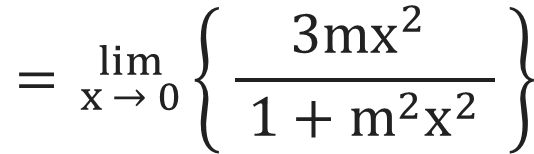 = lim x → 0 { 3mx² / 1 + m²x² }